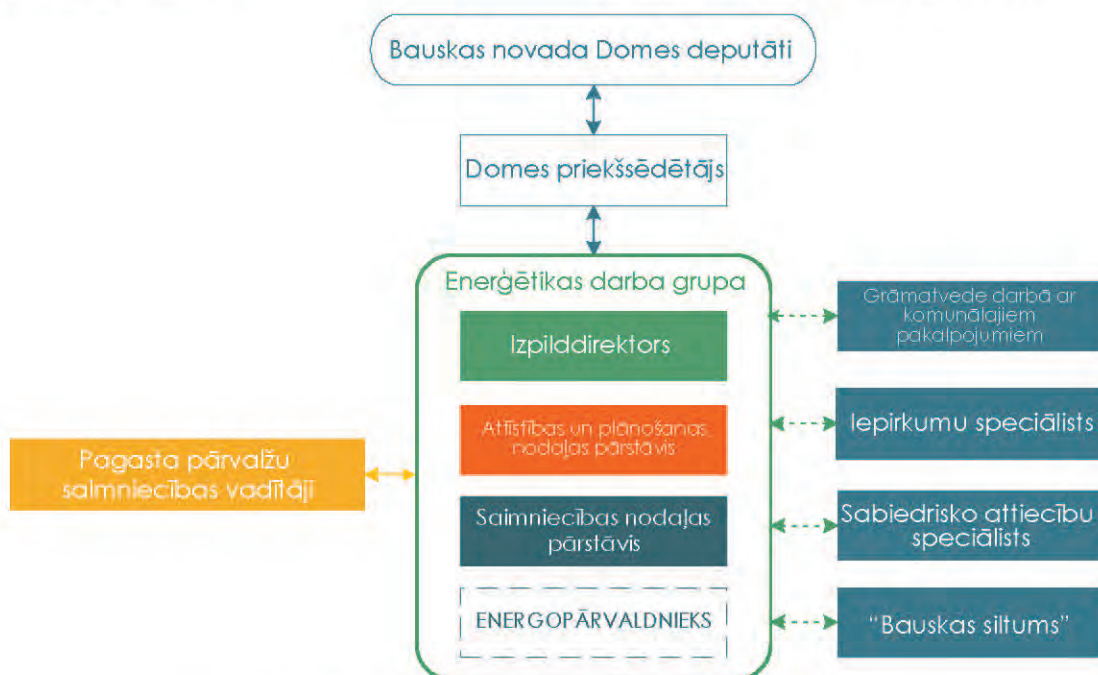 Bauskas novada Domes deputāti
Domes priekšsēdētājs
Enerģētikas darba grupa
Izpilddirektors
Attīstības un plānošanas
nodaļas pārstāvis
Saimniecības nodaļas
pārstāvis
ENERGOPĀRVALDNIEKS
Pagasta pārvalžu
saimniecības vadītāji
Grāmatvede darbā ar
komunālajiem
pakalpojumiem
Iepirkumu speciālists
Sabiedrisko attiecību
speciālists
“Bauskas siltums”